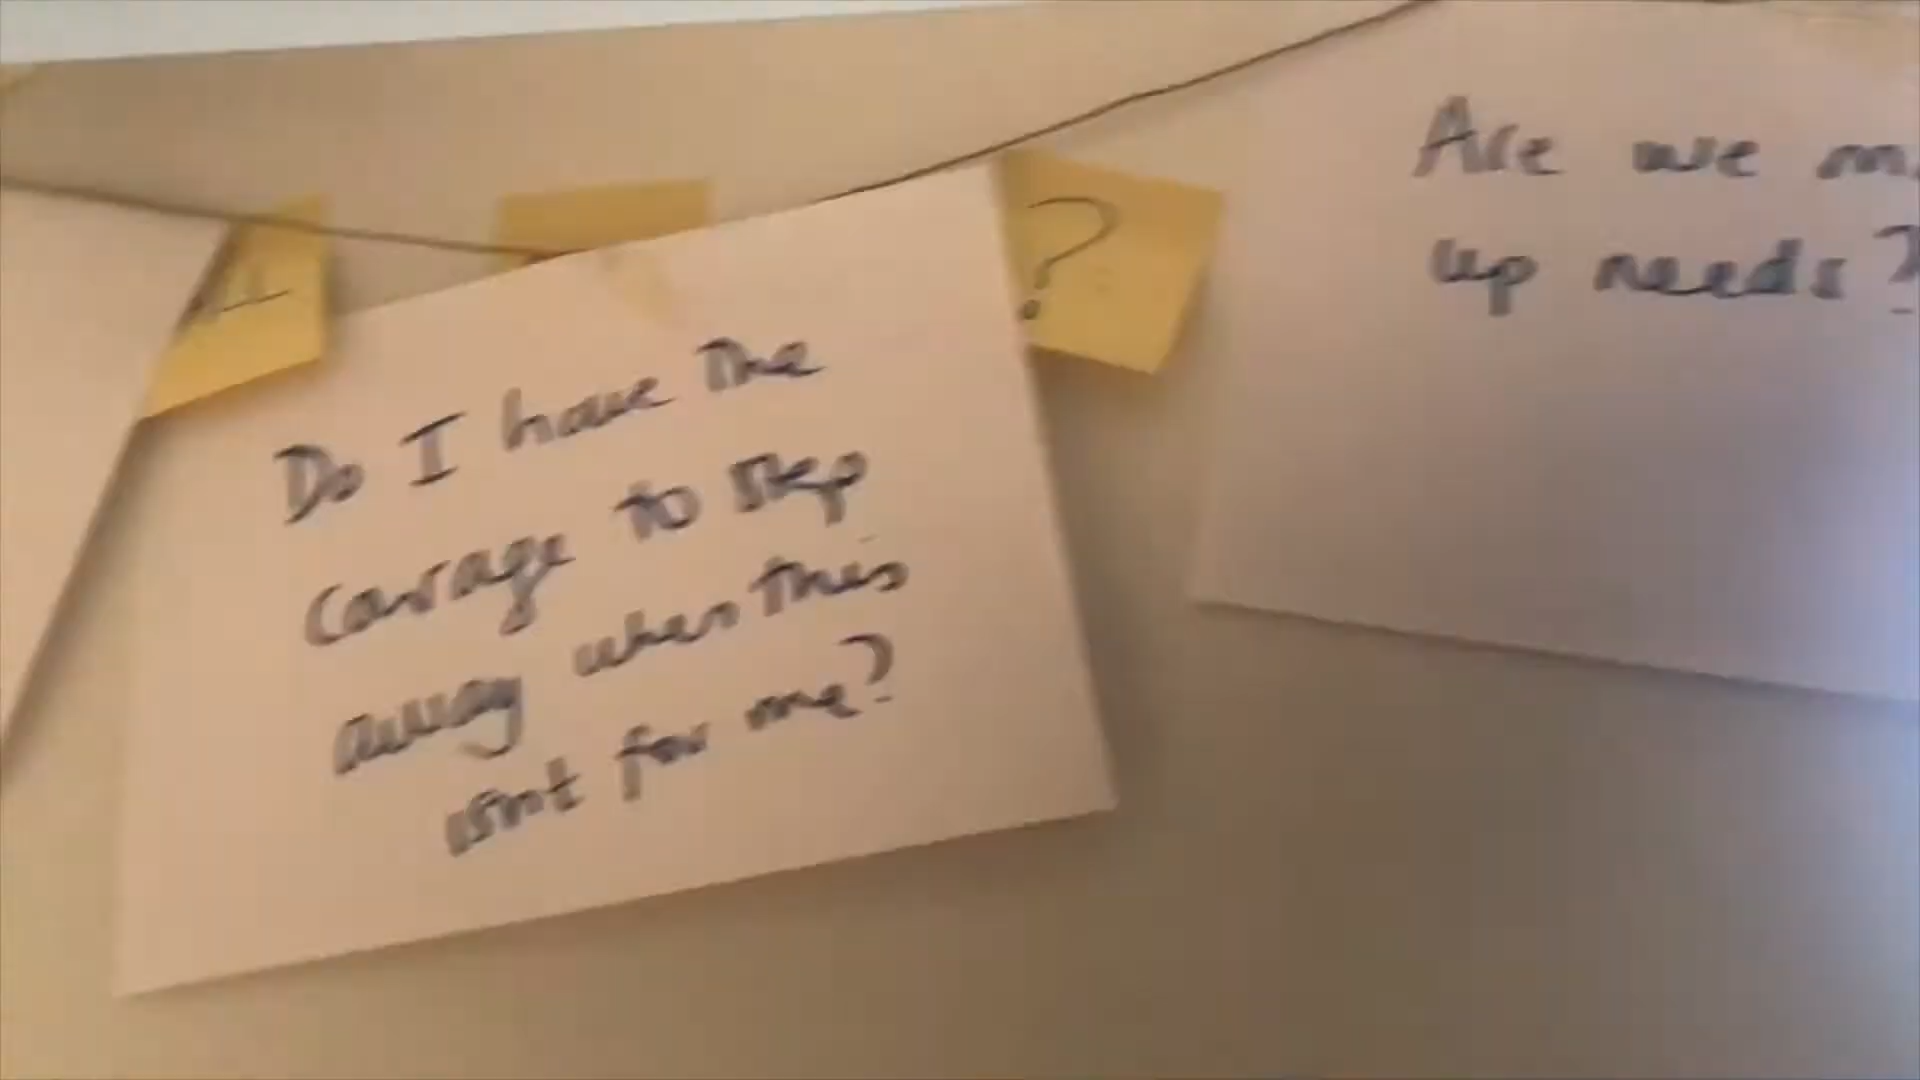 Do I have the
courage to step
away when this
isnt for me?
?
Are we
up needs?